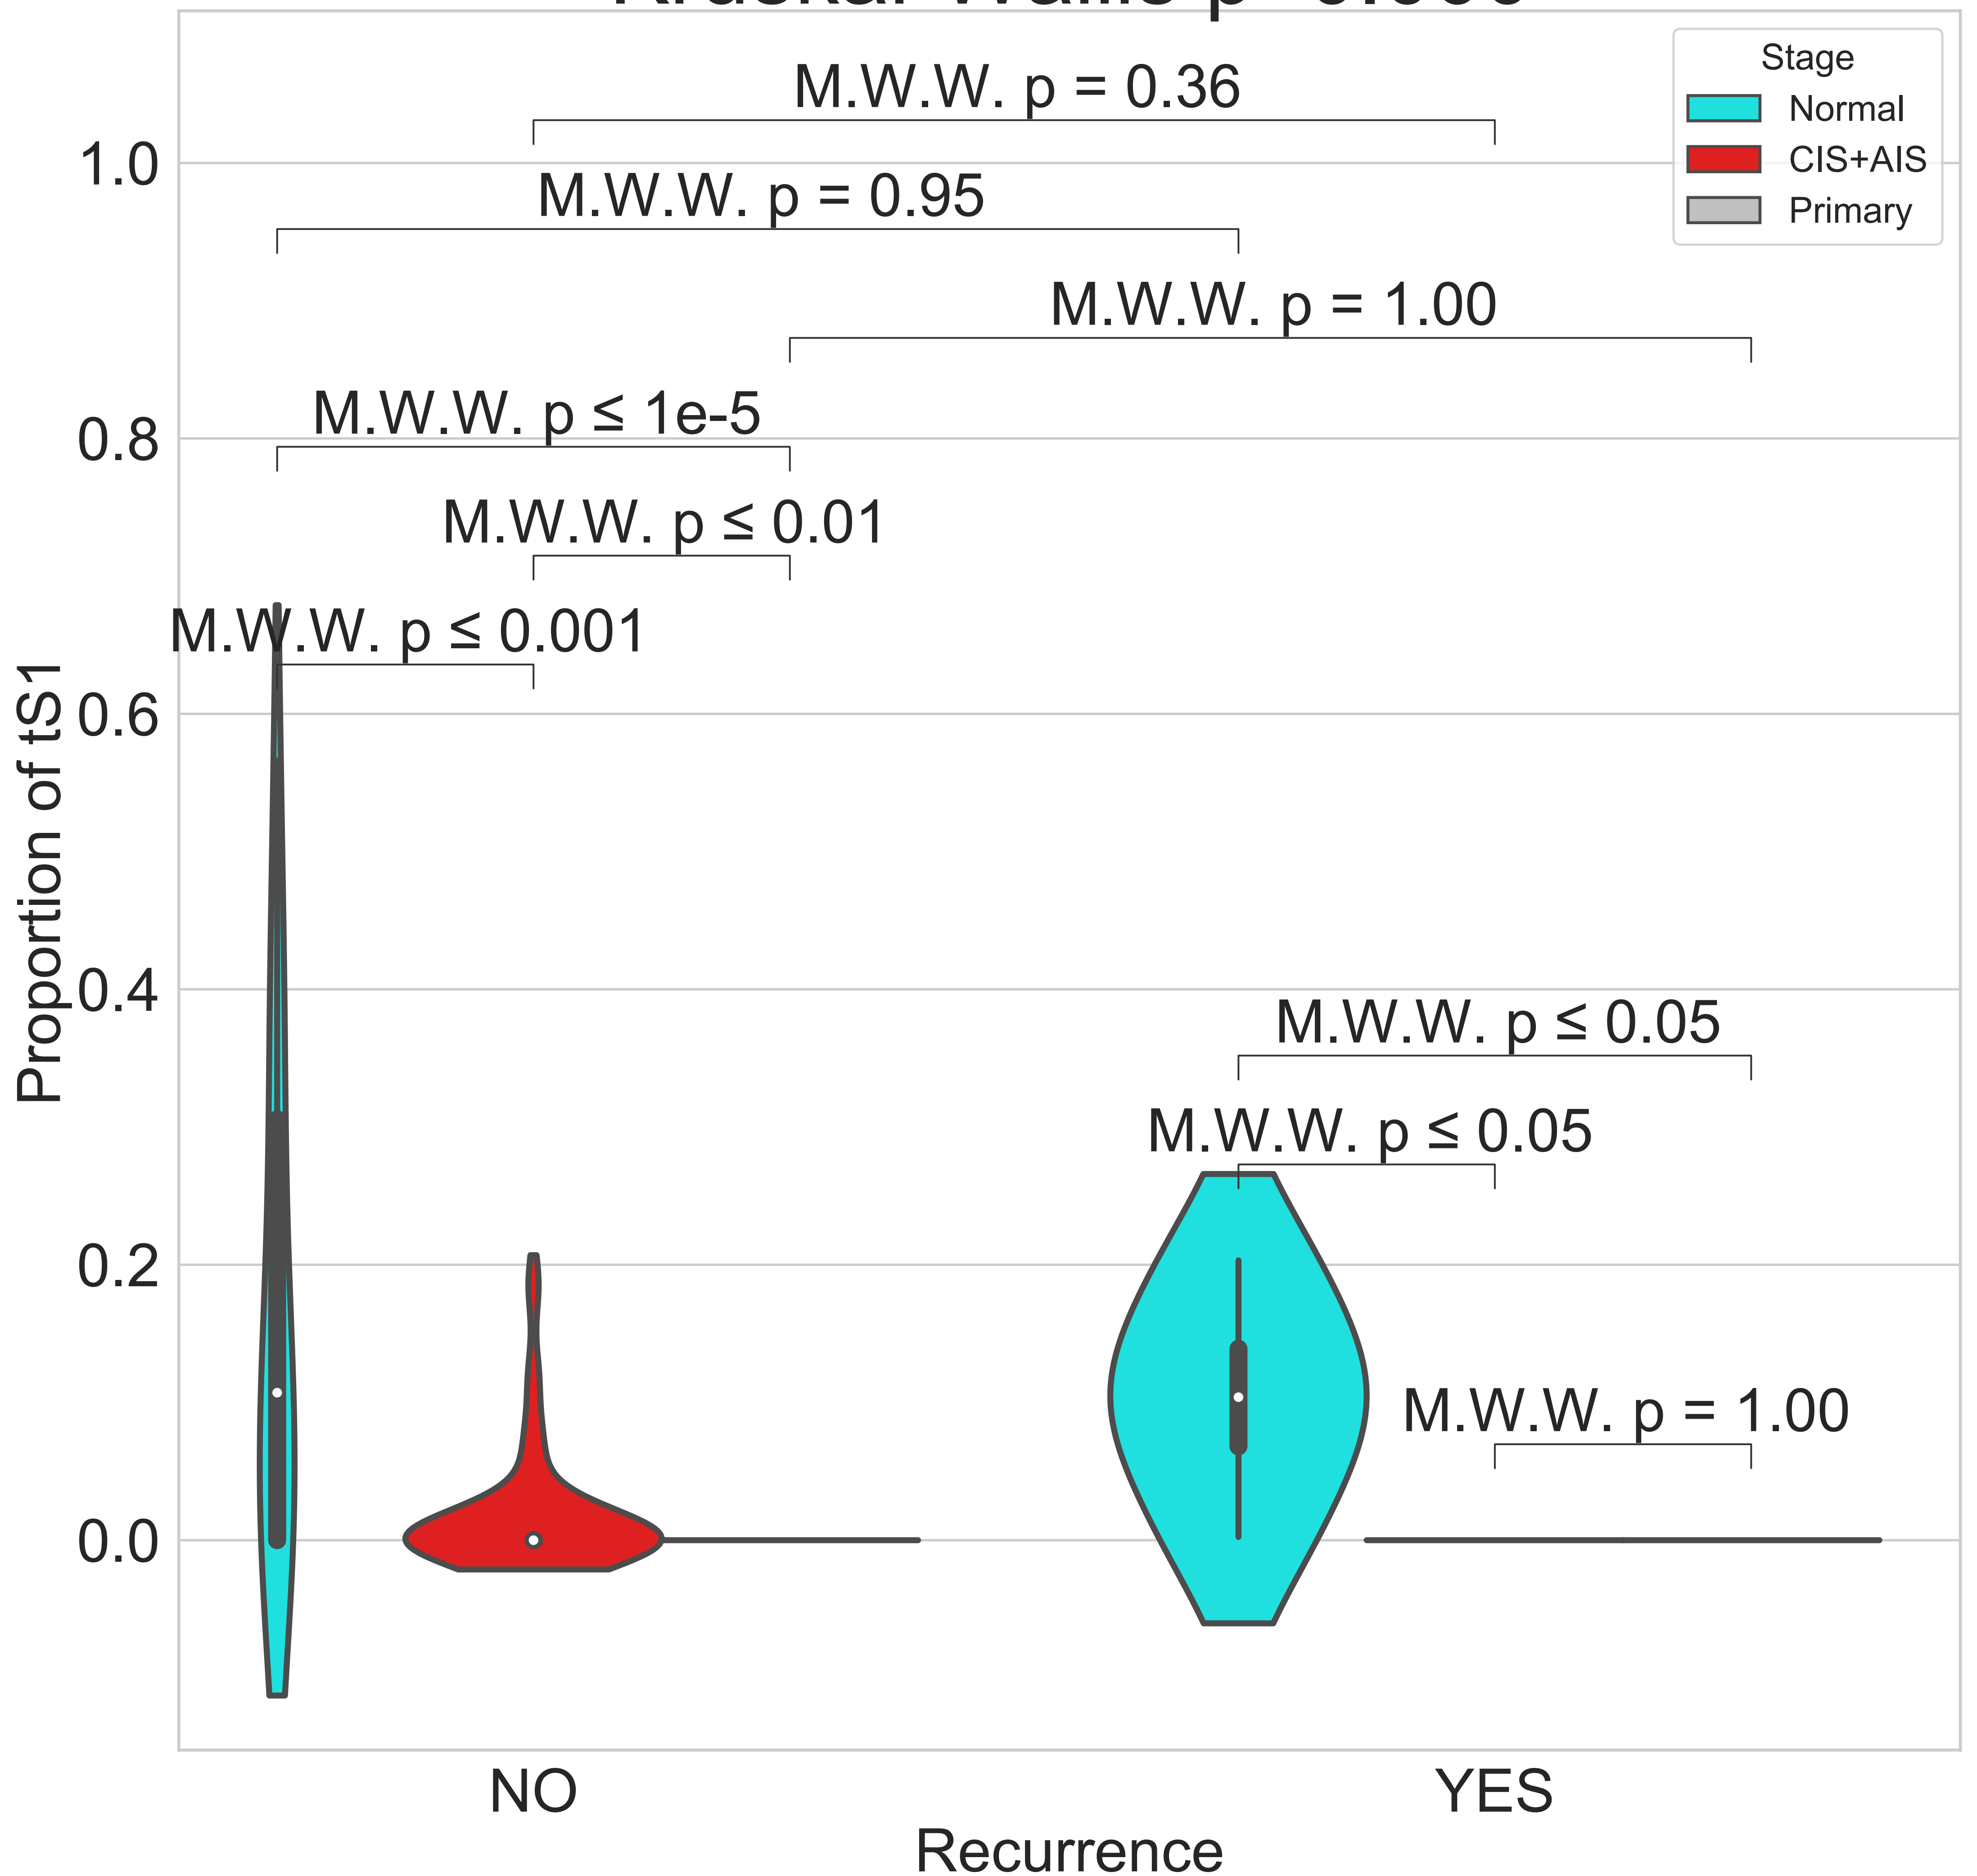 M.W.W. p = 0.36
Stage
Normal
CIS+AIS
Primary
1.0
M.W.W. p = 0.95
M.W.W. p = 1.00
M.W.W. p ≤ 1e-5
0.8
M.W.W. p ≤ 0.01
M.W.W. p ≤ 0.001
0.6
Proportion of tS1
0.4
M.W.W. p ≤ 0.05
M.W.W. p ≤ 0.05
0.2
M.W.W. p = 1.00
0.0
NO
YES
Recurrence